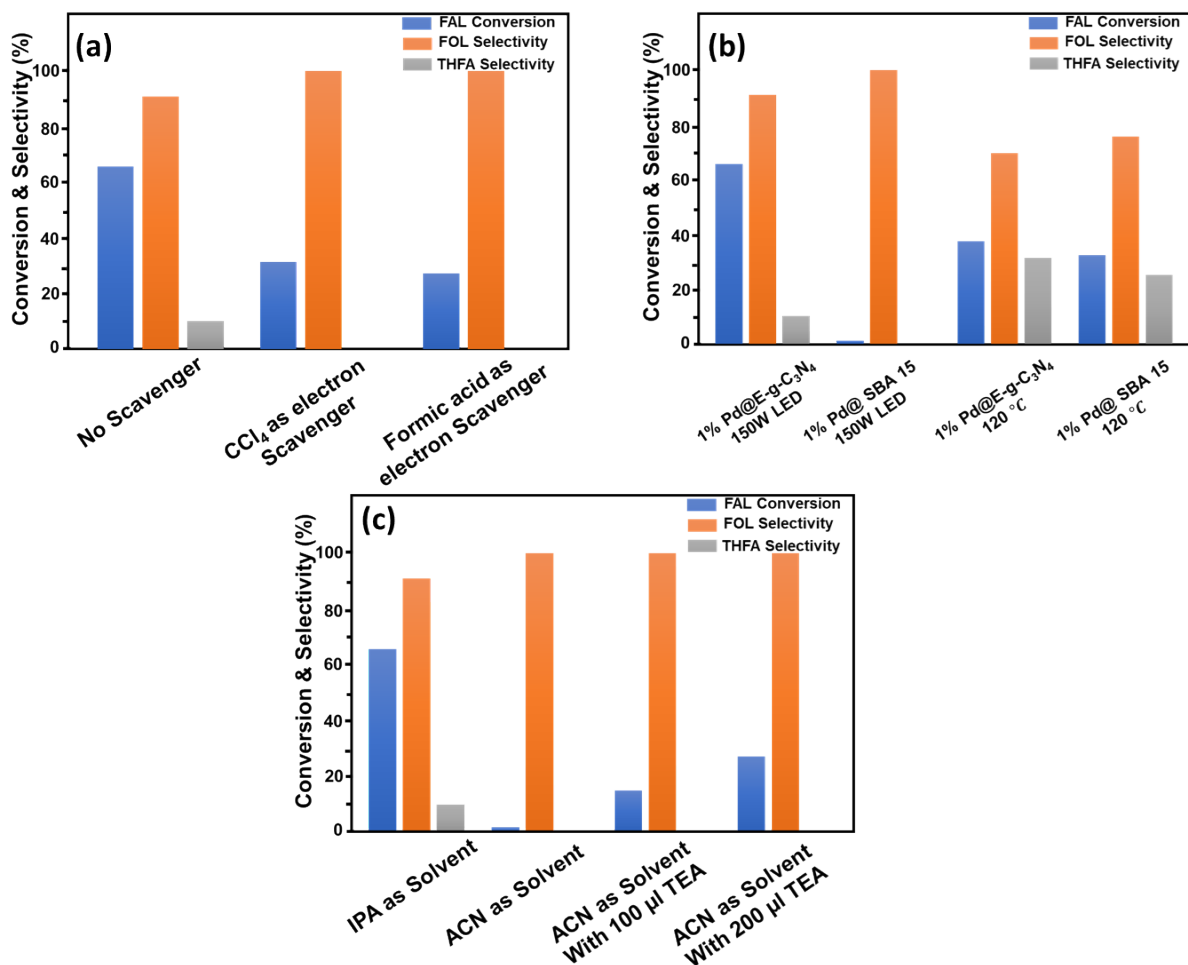 (a)
FAL Conversion
FOL Selectivity
THFA Selectivity
Conversion & Selectivity (%)
100
80
60
40
20
0
No Scavenger
CCl₄ as electron
Scavenger
Formic acid as
electron Scavenger
(b)
FAL Conversion
FOL Selectivity
THFA Selectivity
Conversion & Selectivity (%)
100
80
60
40
20
0
1% Pd@E-g-C₃N₄
150W LED
1% Pd@ SBA 15
150W LED
1% Pd@E-g-C₃N₄
120 °C
1% Pd@ SBA 15
120 °C
(c)
FAL Conversion
FOL Selectivity
THFA Selectivity
Conversion & Selectivity (%)
100
80
60
40
20
0
IPA as Solvent
ACN as Solvent
ACN as Solvent
With 100 µl TEA
ACN as Solvent
With 200 µl TEA